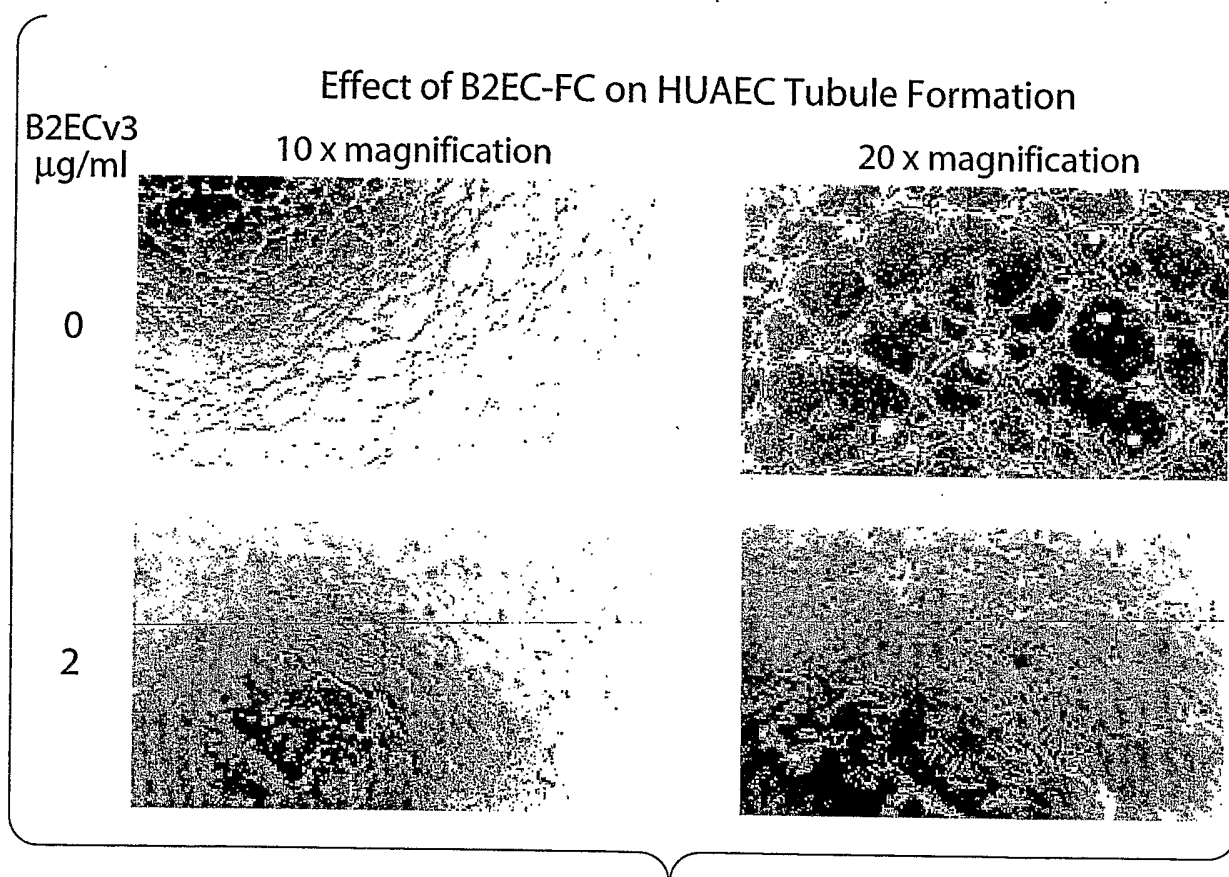 Effect of B2EC-FC on HUAEC Tubule Formation
B2ECv3
μg/ml
10 x magnification
20 x magnification
0
2